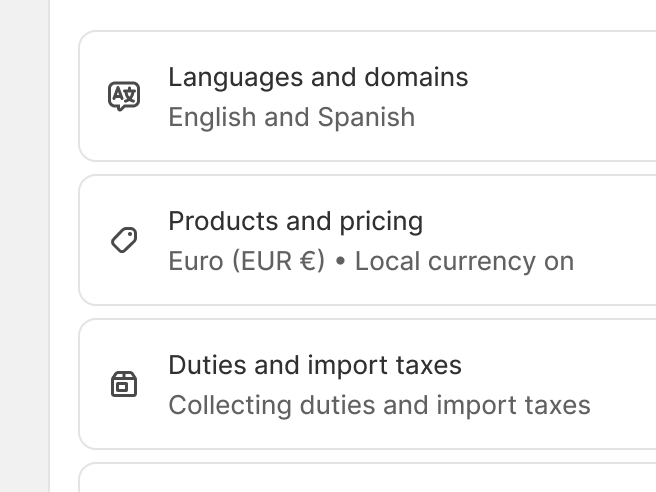 Languages and domains
English and Spanish
Products and pricing
Euro (EUR €) • Local currency on
Duties and import taxes
Collecting duties and import taxes